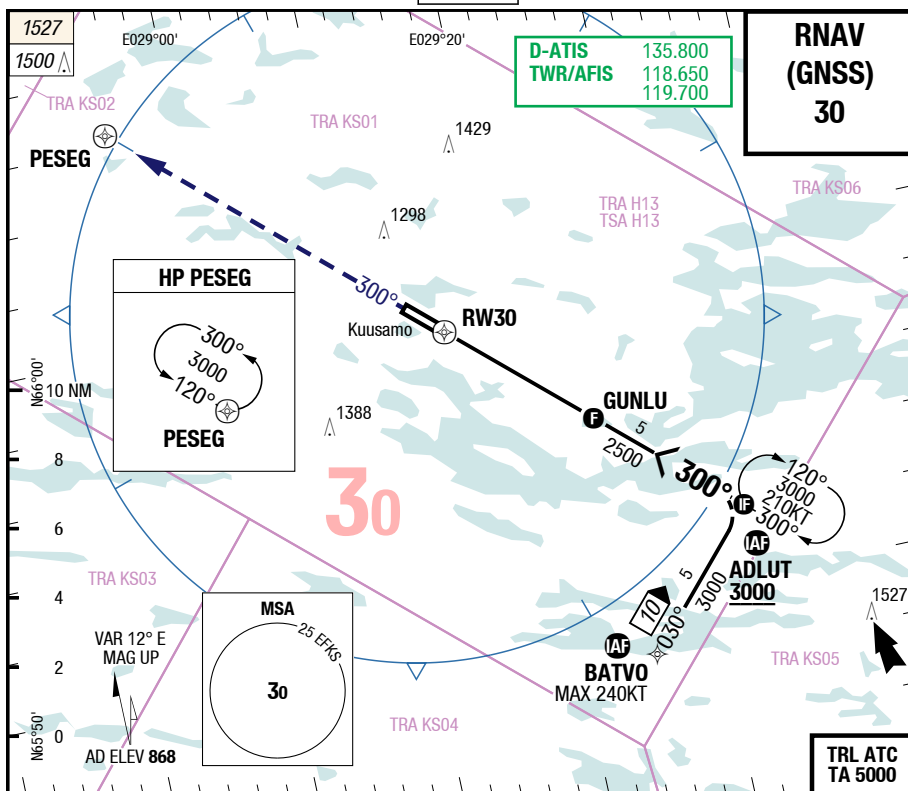 1527
1500
E029°00'
E029°20'
D-ATIS 135.800
TWR/AFIS 118.650
119.700
RNAV
(GNSS)
30
TRA KS02
TRA KS01
1429
PESEG
TRA KS06
TRA H13
TSA H13
1298
HP PESEG
300°
3000
120°
PESEG
300°
RW30
Kuusamo
N66°00'
10 NM
GUNLU
F
5
2500
1388
8
300°
120°
3000
210KT
300°
IF
30
6
IAF
ADLUT
3000
TRA KS03
4
MSA
25 EFKS
30
10
5
3000
030°
1527
VAR 12° E
MAG UP
2
IAF
BATVO
MAX 240KT
TRA KS05
TRA KS04
N65°50'
0
AD ELEV 868
TRL ATC
TA 5000